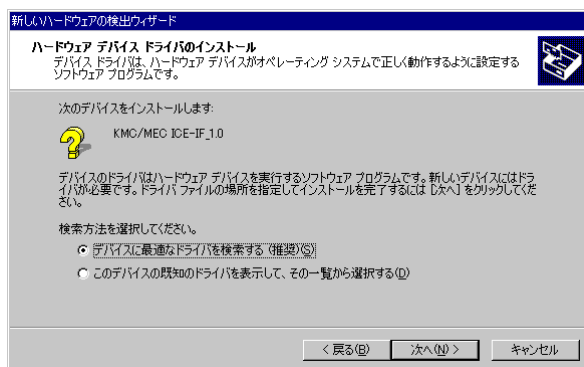 新しいハードウェアの検出ウィザード
ハードウェア デバイス ドライバのインストール
デバイス ドライバは、ハードウェア デバイスがオペレーティング システムで正しく動作するように設定する
ソフトウェア プログラムです。
次のデバイスをインストールします:
KMC/MEC ICE-IF_1.0
デバイスのドライバはハードウェア デバイスを実行するソフトウェア プログラムです。新しいデバイスにはドラ
イバが必要です。ドライバ ファイルの場所を指定してインストールを完了するには [次へ] をクリックしてくだ
さい。
検索方法を選択してください。
デバイスに最適なドライバを検索する (推奨)(S)
このデバイスの既知のドライバを表示して、その一覧から選択する(D)
< 戻る(B) 次へ(N) > キャンセル